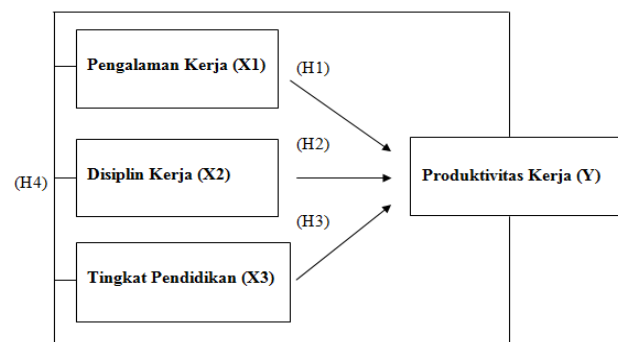 Pengalaman Kerja (X1)
(H1)
(H2)
(H4)
Disiplin Kerja (X2)
Produktivitas Kerja (Y)
(H3)
Tingkat Pendidikan (X3)